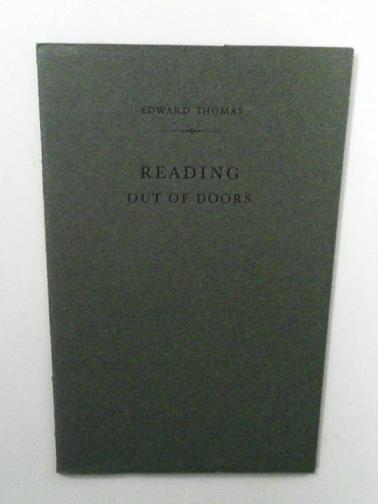 EDWARD THOMAS
READING
OUT OF DOORS